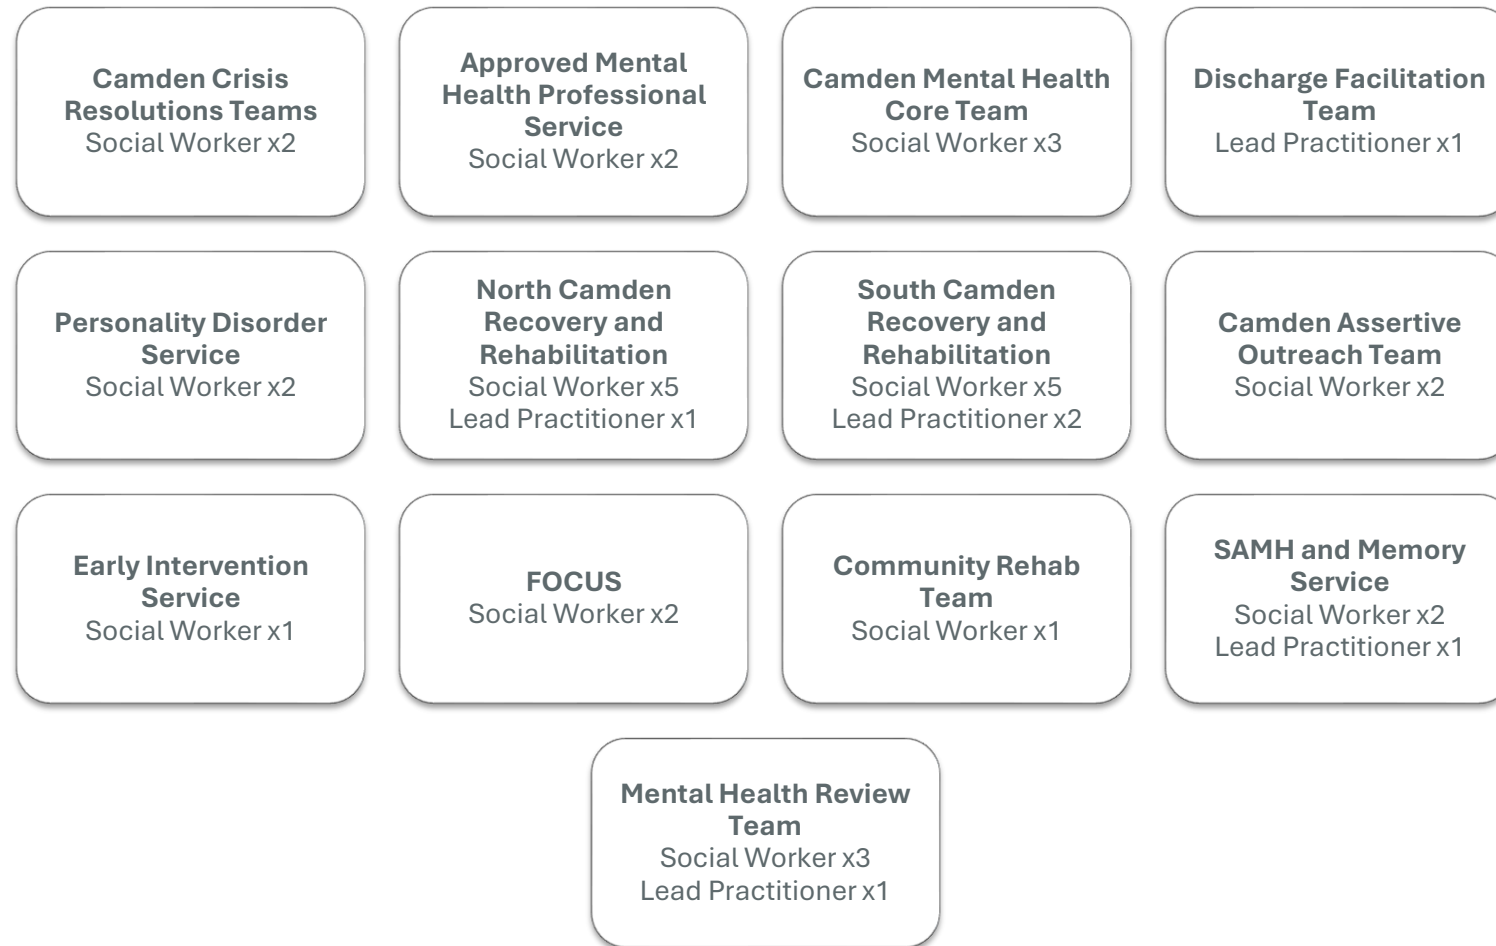 Camden Crisis
Resolutions Teams
Social Worker x2
Approved Mental
Health Professional
Service
Social Worker x2
Camden Mental Health
Core Team
Social Worker x3
Discharge Facilitation
Team
Lead Practitioner x1
Personality Disorder
Service
Social Worker x2
North Camden
Recovery and
Rehabilitation
Social Worker x5
Lead Practitioner x1
South Camden
Recovery and
Rehabilitation
Social Worker x5
Lead Practitioner x2
Camden Assertive
Outreach Team
Social Worker x2
Early Intervention
Service
Social Worker x1
FOCUS
Social Worker x2
Community Rehab
Team
Social Worker x1
SAMH and Memory
Service
Social Worker x2
Lead Practitioner x1
Mental Health Review
Team
Social Worker x3
Lead Practitioner x1